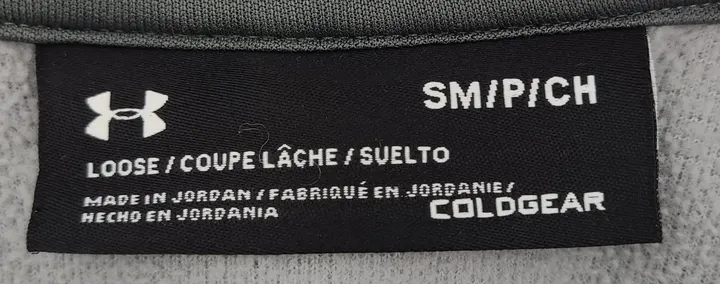 SM/P/CH
LOOSE / COUPE LÂCHE / SUELTO
MADE IN JORDAN / FABRIQUÉ EN JORDANIE /
HECHO EN JORDANIA
COLDGEAR